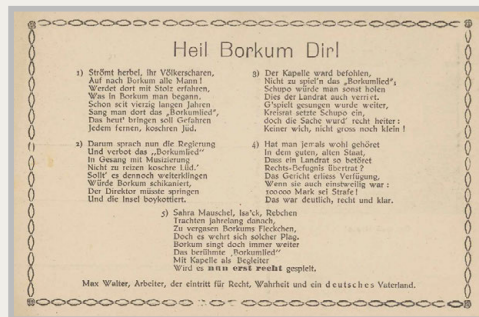 Heil Borkum Dir!
1) Strömt herbei, Ihr Völkerscharen,
Auf nach Borkum alle Mann!
Werdet dort mit Stolz erfahren,
Was in Borkum man begann.
Schon seit vierzig langen Jahren
Sang man dort das „Borkumlied”,
Das heut' bringen soll Gefahren
Jedem fernen, koschren Jüd.
2) Darum sprach nun die Regierung
Und verbot das „Borkumlied”
In Gesang mit Musizierung
Nicht zu reizen koschre Lüd.'
Sollt' es dennoch weiterklingen
Würde Borkum schikaniert,
Der Direktor müsste springen
Und die Insel boykottiert.
3) Der Kapelle ward befohlen,
Nicht zu spiel'n das „Borkumlied”;
Schupo würde man sonst holen
Dies der Landrat auch verriet.
G'spielt gesungen wurde weiter,
Kreisrat setzte Schupo ein,
doch die Sache wurd' recht heiter:
Keiner wich, nicht gross noch klein!
4) Hat man jemals wohl gehöret
In dem guten, alten Staat,
Dass ein Landrat so betöret
Rechts-Befugnis übertrat?
Das Gericht erliess Verfügung,
Wenn sie auch einstweilig war:
100000 Mark sei Strafe!
Das war deutlich, recht und klar.
5) Sahra Mauschel, Isa'ck, Rebchen
Trachten jahrelang danach,
Zu vergasen Borkums Fleckchen,
Doch es wehrt sich solcher Plag.
Borkum singt doch immer weiter
Das berühmte „Borkumlied”
Mit Kapelle als Begleiter
Wird es nun erst recht gespielt.
Max Walter, Arbeiter, der eintritt für Recht, Wahrheit und ein deutsches Vaterland.